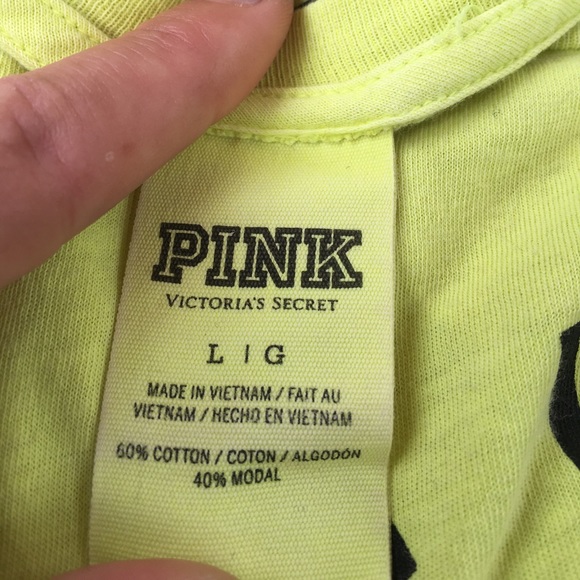 PINK
VICTORIA'S SECRET
L | G
MADE IN VIETNAM / FAIT AU
VIETNAM / HECHO EN VIETNAM
60% COTTON / COTON / ALGODÓN
40% MODAL